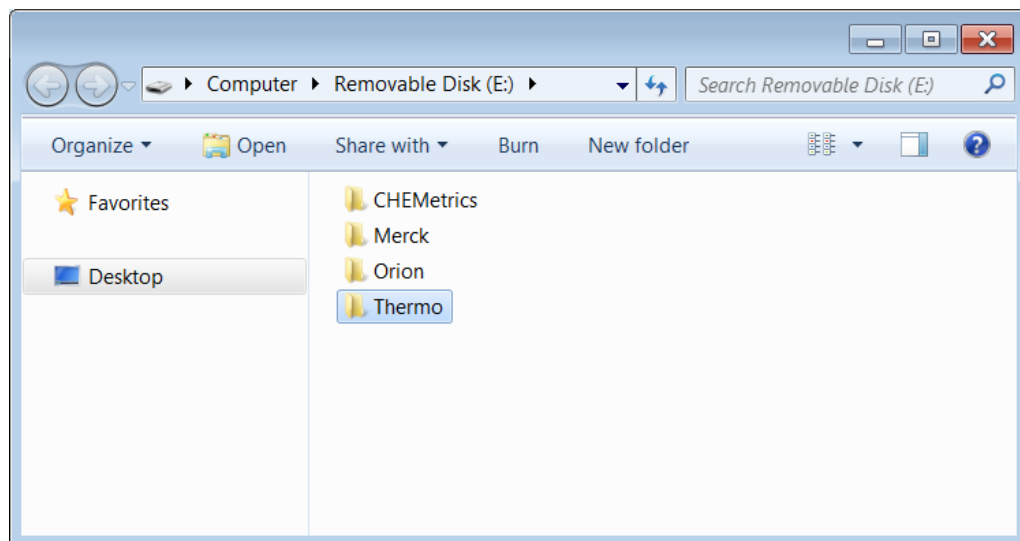 Computer Removable Disk (E:) Search Removable Disk (E:)
Organize Open Share with Burn New folder
Favorites
Desktop
CHEMetrics
Merck
Orion
Thermo